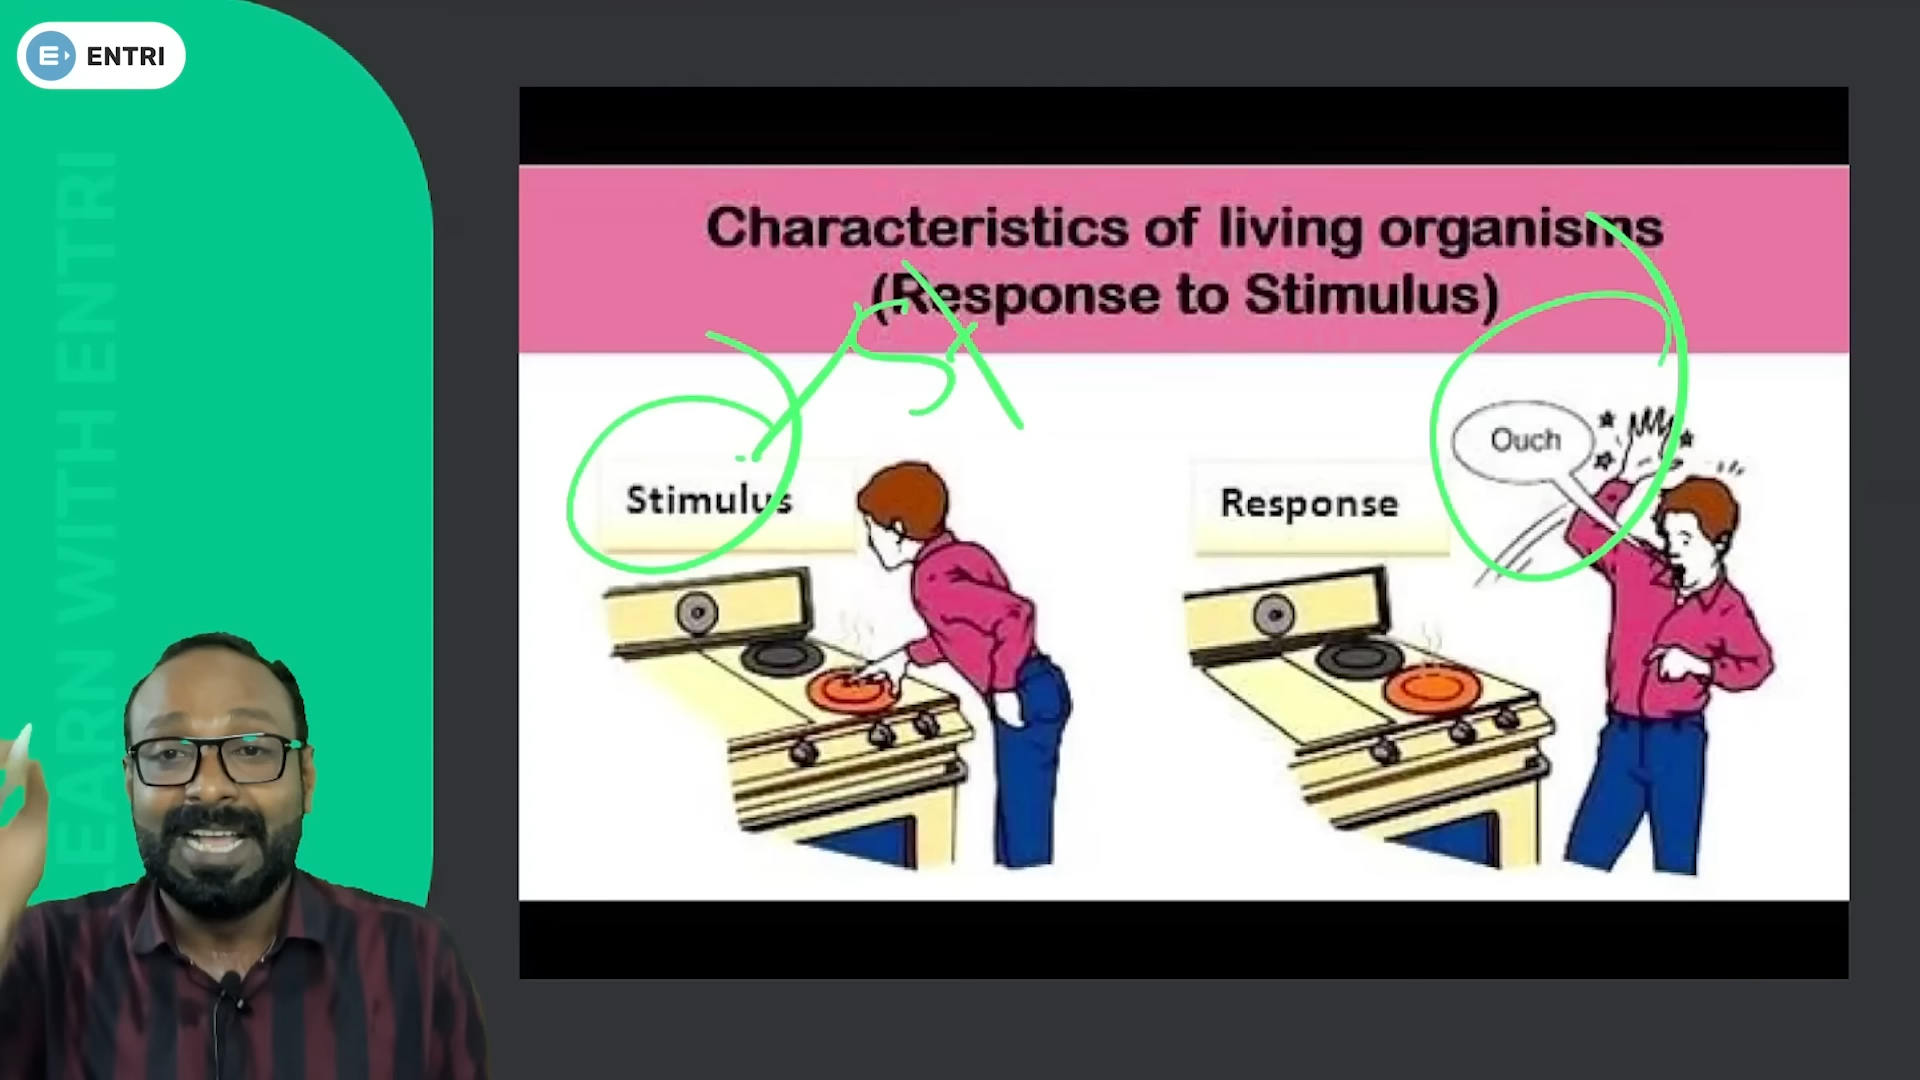 ENTRI
LEARN WITH ENTRI
Characteristics of living organisms
(Response to Stimulus)
Stimulus
Response
Ouch